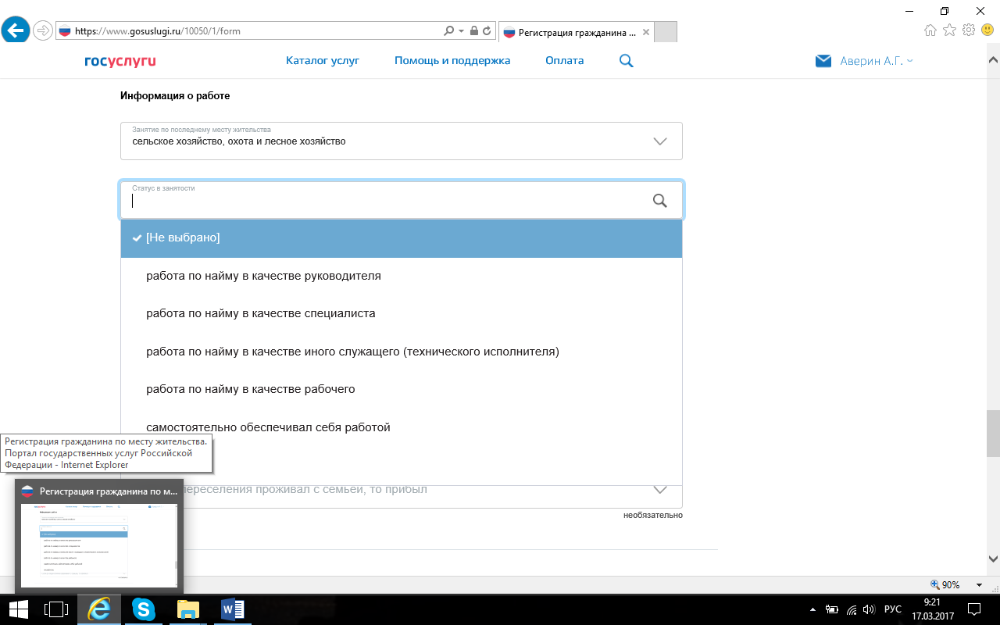 https://www.gosuslugi.ru/10050/1/form
Регистрация гражданина ...
госуслуги
Каталог услуг
Помощь и поддержка
Оплата
Аверин А.Г.
Информация о работе
Занятие по последнему месту жительства
сельское хозяйство, охота и лесное хозяйство
Статус в занятости
[Не выбрано]
работа по найму в качестве руководителя
работа по найму в качестве специалиста
работа по найму в качестве иного служащего (технического исполнителя)
работа по найму в качестве рабочего
самостоятельно обеспечивал себя работой
Регистрация гражданина по месту жительства.
Портал государственных услуг Российской
Федерации - Internet Explorer
Регистрация гражданина по м...
переселения проживал с семьей, то прибыл
необязательно
90%
РУС
9:21
17.03.2017